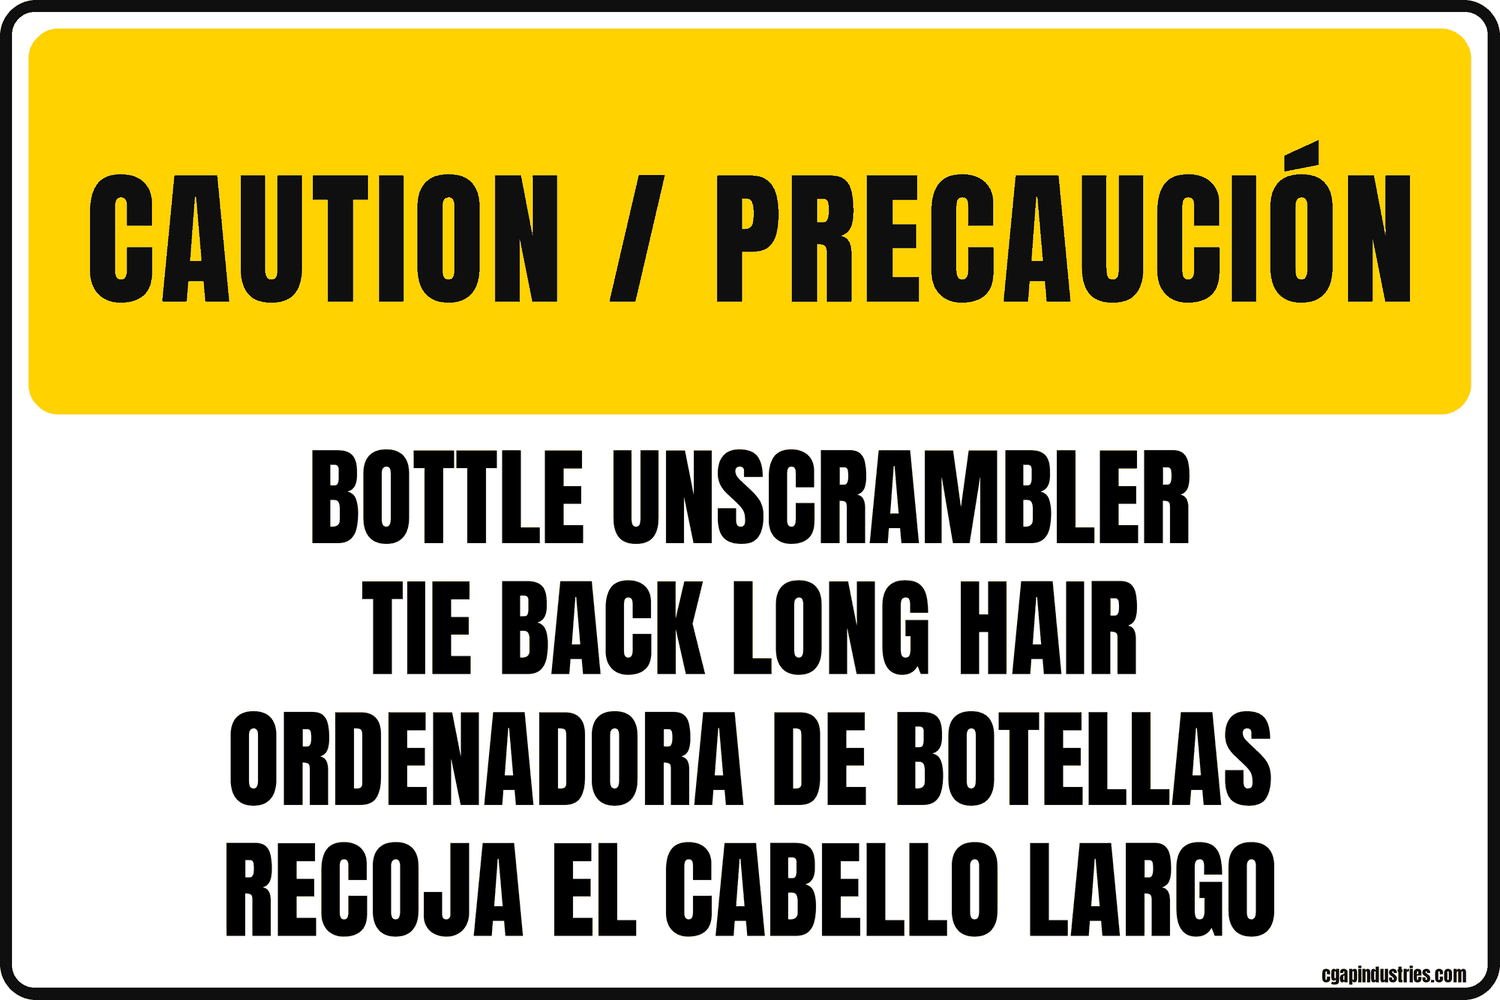 CAUTION / PRECAUCIÓN
BOTTLE UNSCRAMBLER
TIE BACK LONG HAIR
ORDENADORA DE BOTELLAS
RECOJA EL CABELLO LARGO
cgapindustries.com